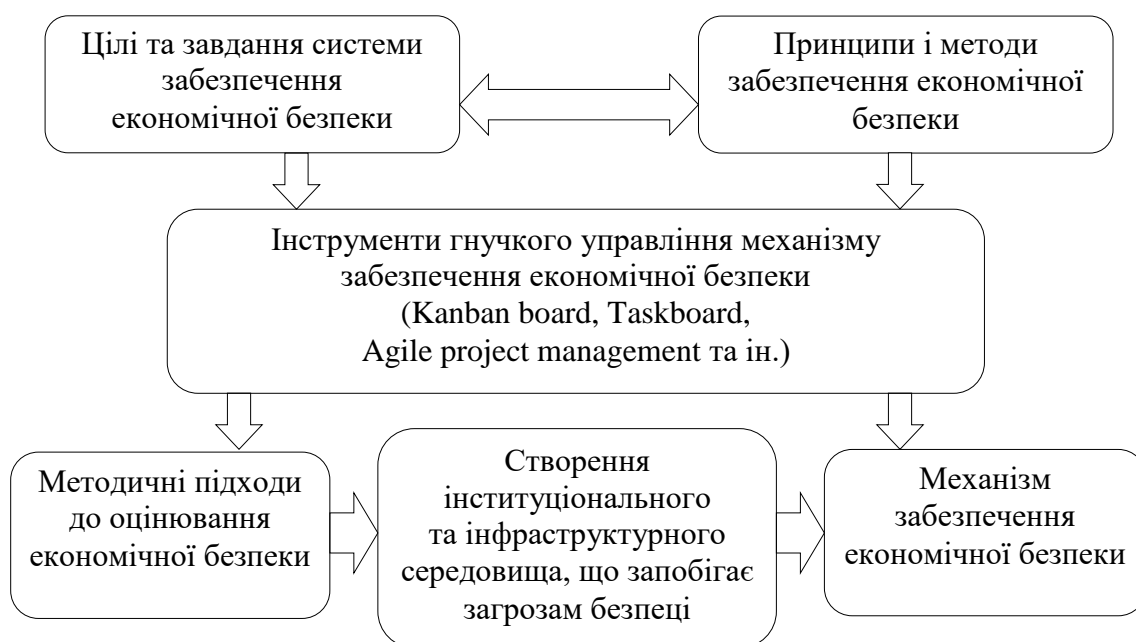 Цілі та завдання системи
забезпечення
економічної безпеки
Принципи і методи
забезпечення економічної
безпеки
Інструменти гнучкого управління механізму
забезпечення економічної безпеки
(Kanban board, Taskboard,
Agile project management та ін.)
Методичні підходи
до оцінювання
економічної безпеки
Створення
інституціонального
та інфраструктурного
середовища, що запобігає
загрозам безпеці
Механізм
забезпечення
економічної безпеки